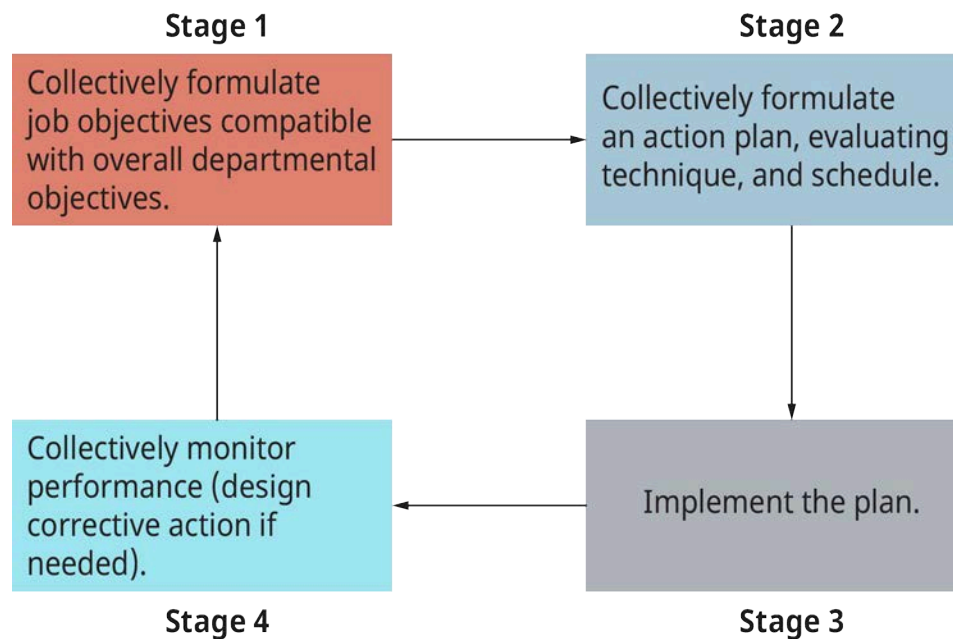 Stage 1
Collectively formulate
job objectives compatible
with overall departmental
objectives.
Stage 2
Collectively formulate
an action plan, evaluating
technique, and schedule.
Collectively monitor
performance (design
corrective action if
needed).
Stage 4
Implement the plan.
Stage 3